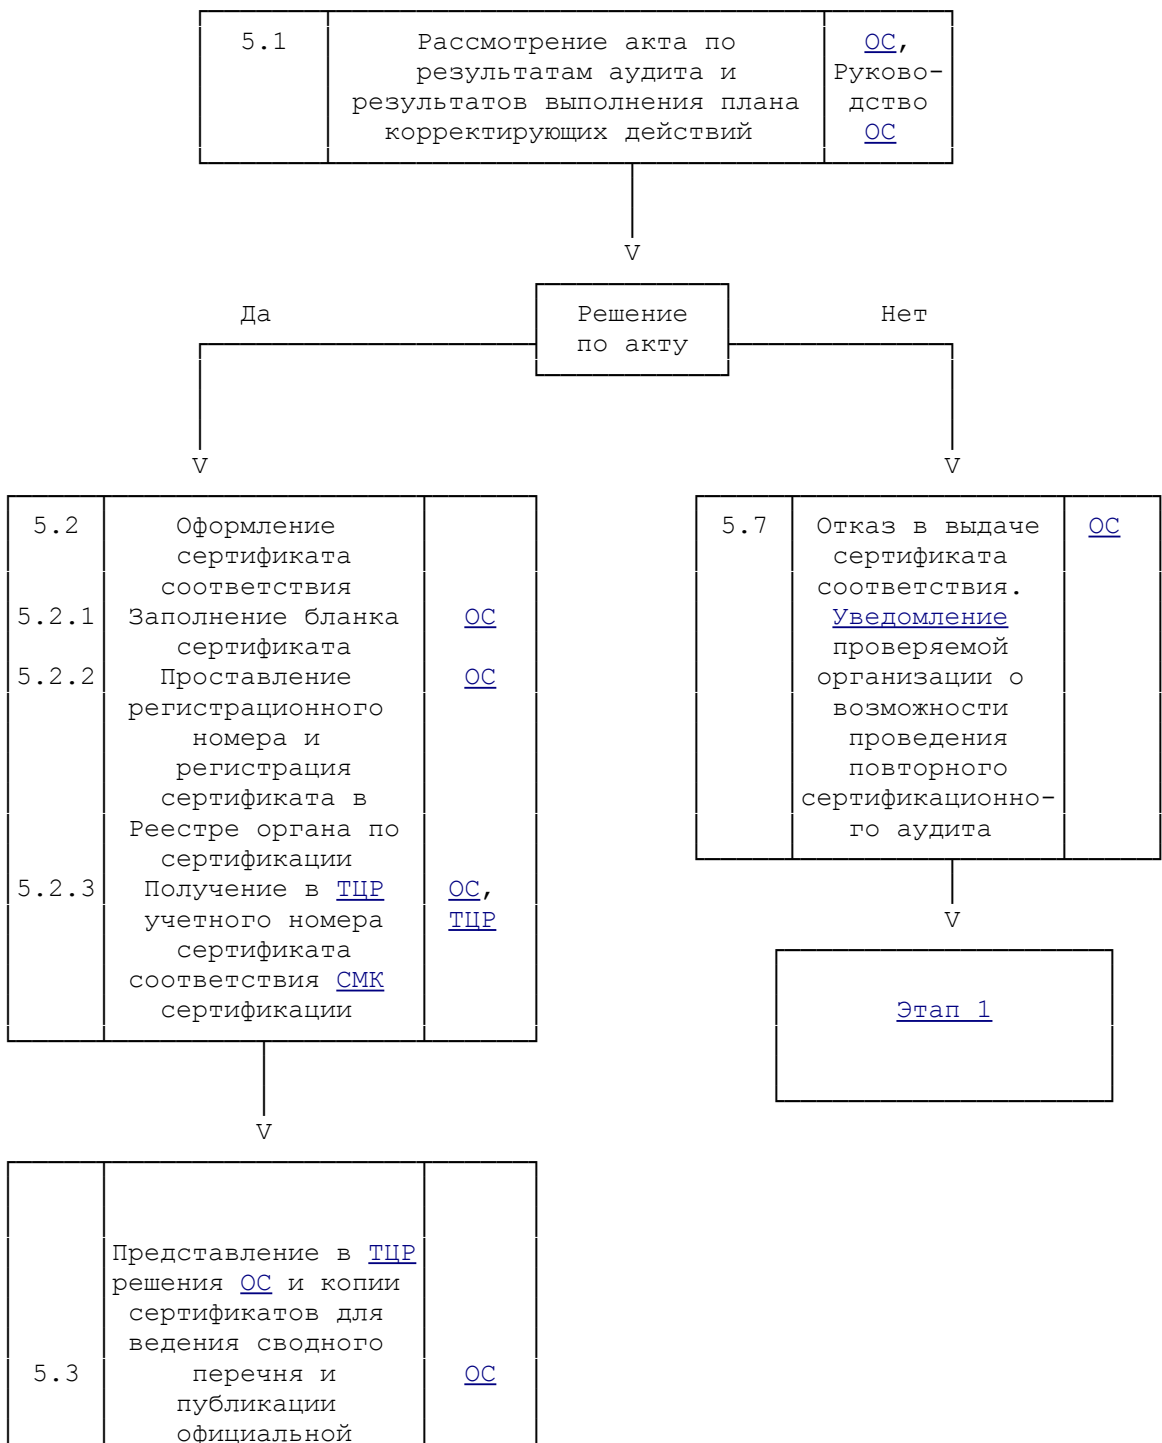 5.1 Рассмотрение акта по ОС,
результатам аудита и Руково-
результатов выполнения плана дство
корректирующих действий ОС
V
Да Решение Нет
по акту
V V
5.2 Оформление
сертификата
соответствия
5.2.1 Заполнение бланка ОС
сертификата
5.2.2 Проставление ОС
регистрационного
номера и
регистрация
сертификата в
Реестре органа по
сертификации
5.2.3 Получение в ТЦР ОС,
учетного номера ТЦР
сертификата
соответствия СМК
сертификации
5.7 Отказ в выдаче ОС
сертификата
соответствия.
Уведомление
проверяемой
организации о
возможности
проведения
повторного
сертификационно-
го аудита
V
Этап 1
V
Представление в ТЦР
решения ОС и копии
сертификатов для
ведения сводного
5.3 перечня и ОС
публикации
официальной